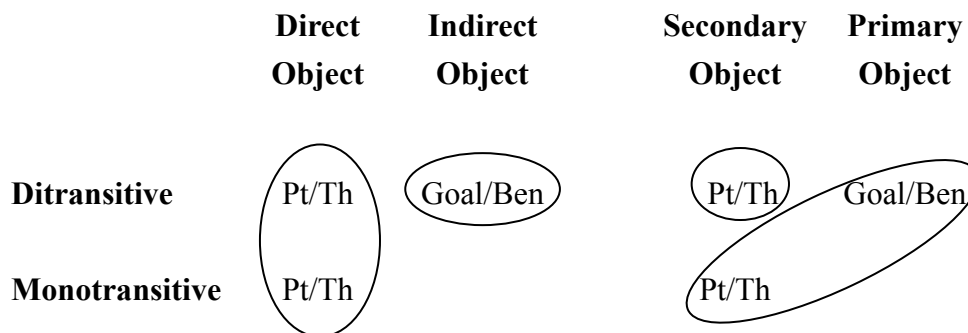 Direct Indirect Secondary Primary
Object Object Object Object
Ditransitive Pt/Th Goal/Ben Pt/Th Goal/Ben
Monotransitive Pt/Th Pt/Th